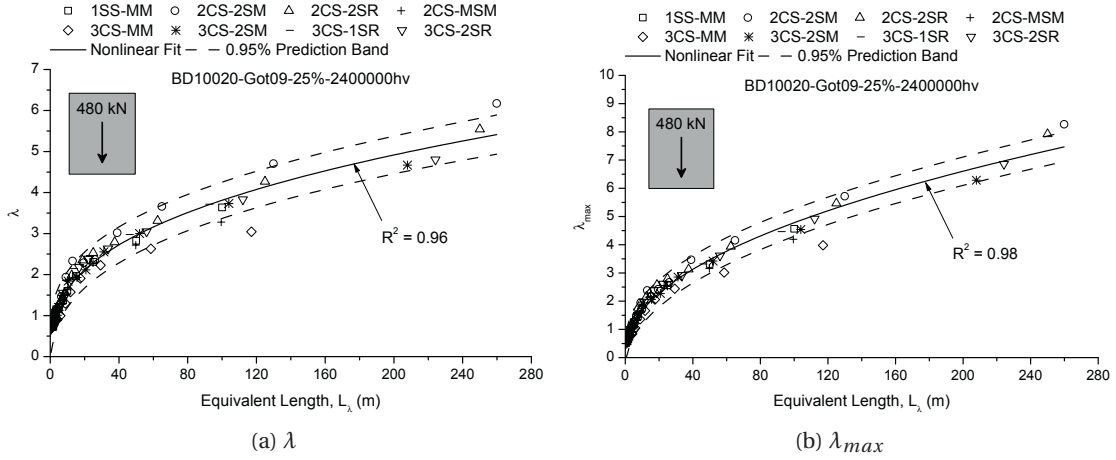 1SS-MM 2CS-2SM 2CS-2SR 2CS-MSM
3CS-MM 3CS-2SM 3CS-1SR 3CS-2SR
Nonlinear Fit 0.95% Prediction Band
BD10020-Got09-25%-2400000hv
480 kN
R² = 0.96
λ
7
6
5
4
3
2
1
0
0 40 80 120 160 200 240 280
Equivalent Length, L_λ (m)
(a) λ
1SS-MM 2CS-2SM 2CS-2SR 2CS-MSM
3CS-MM 3CS-2SM 3CS-1SR 3CS-2SR
Nonlinear Fit 0.95% Prediction Band
BD10020-Got09-25%-2400000hv
480 kN
R² = 0.98
λ_max
10
9
8
7
6
5
4
3
2
1
0
0 40 80 120 160 200 240 280
Equivalent Length, L_λ (m)
(b) λ_max